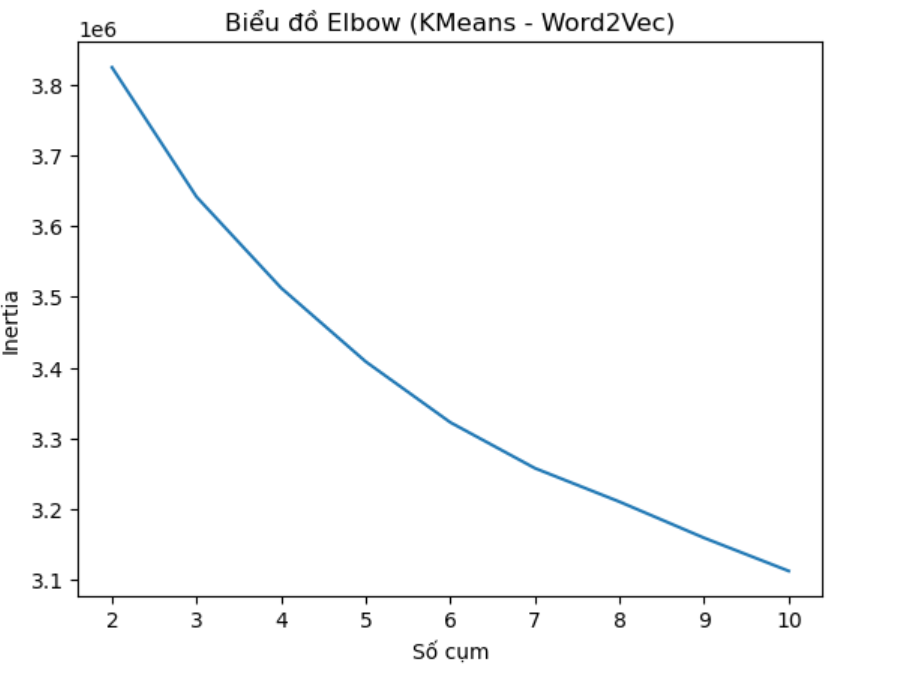 Biểu đồ Elbow (KMeans - Word2Vec)
1e6
3.8
3.7
3.6
3.5
3.4
3.3
3.2
3.1
Inertia
2 3 4 5 6 7 8 9 10
Số cụm